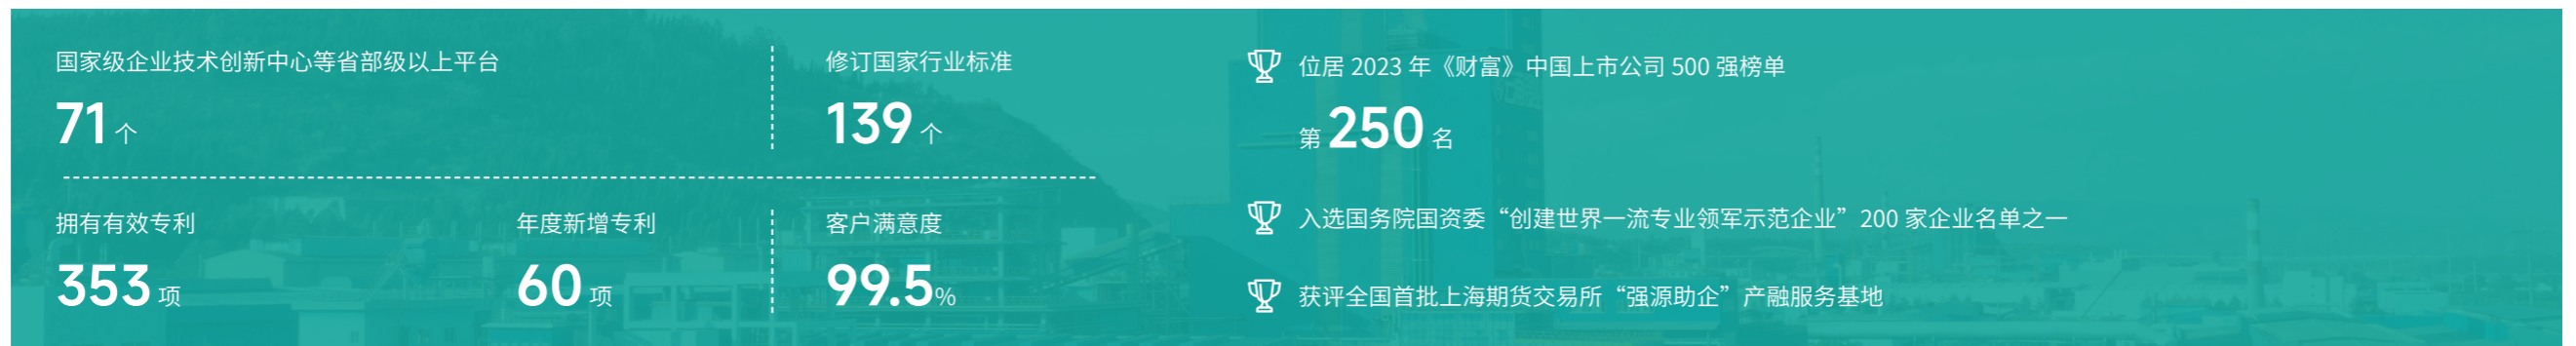 国家级企业技术创新中心等省部级以上平台
71 个
修订国家行业标准
139 个
拥有有效专利
353 项
年度新增专利
60 项
客户满意度
99.5%
位居 2023 年《财富》中国上市公司 500 强榜单
第 250 名
入选国务院国资委“创建世界一流专业领军示范企业”200 家企业名单之一
获评全国首批上海期货交易所“强源助企”产融服务基地